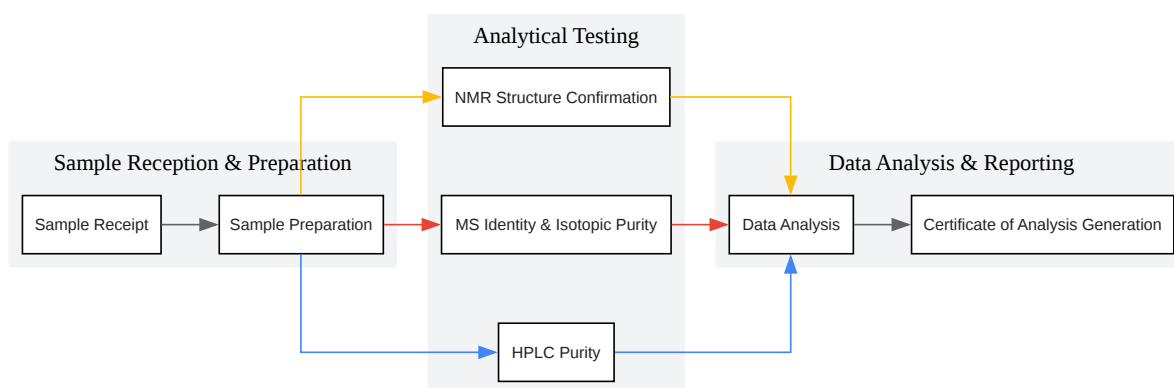 Analytical Testing
NMR Structure Confirmation
Sample Reception & Preparation
Data Analysis & Reporting
Sample Receipt
Sample Preparation
MS Identity & Isotopic Purity
Data Analysis
Certificate of Analysis Generation
HPLC Purity